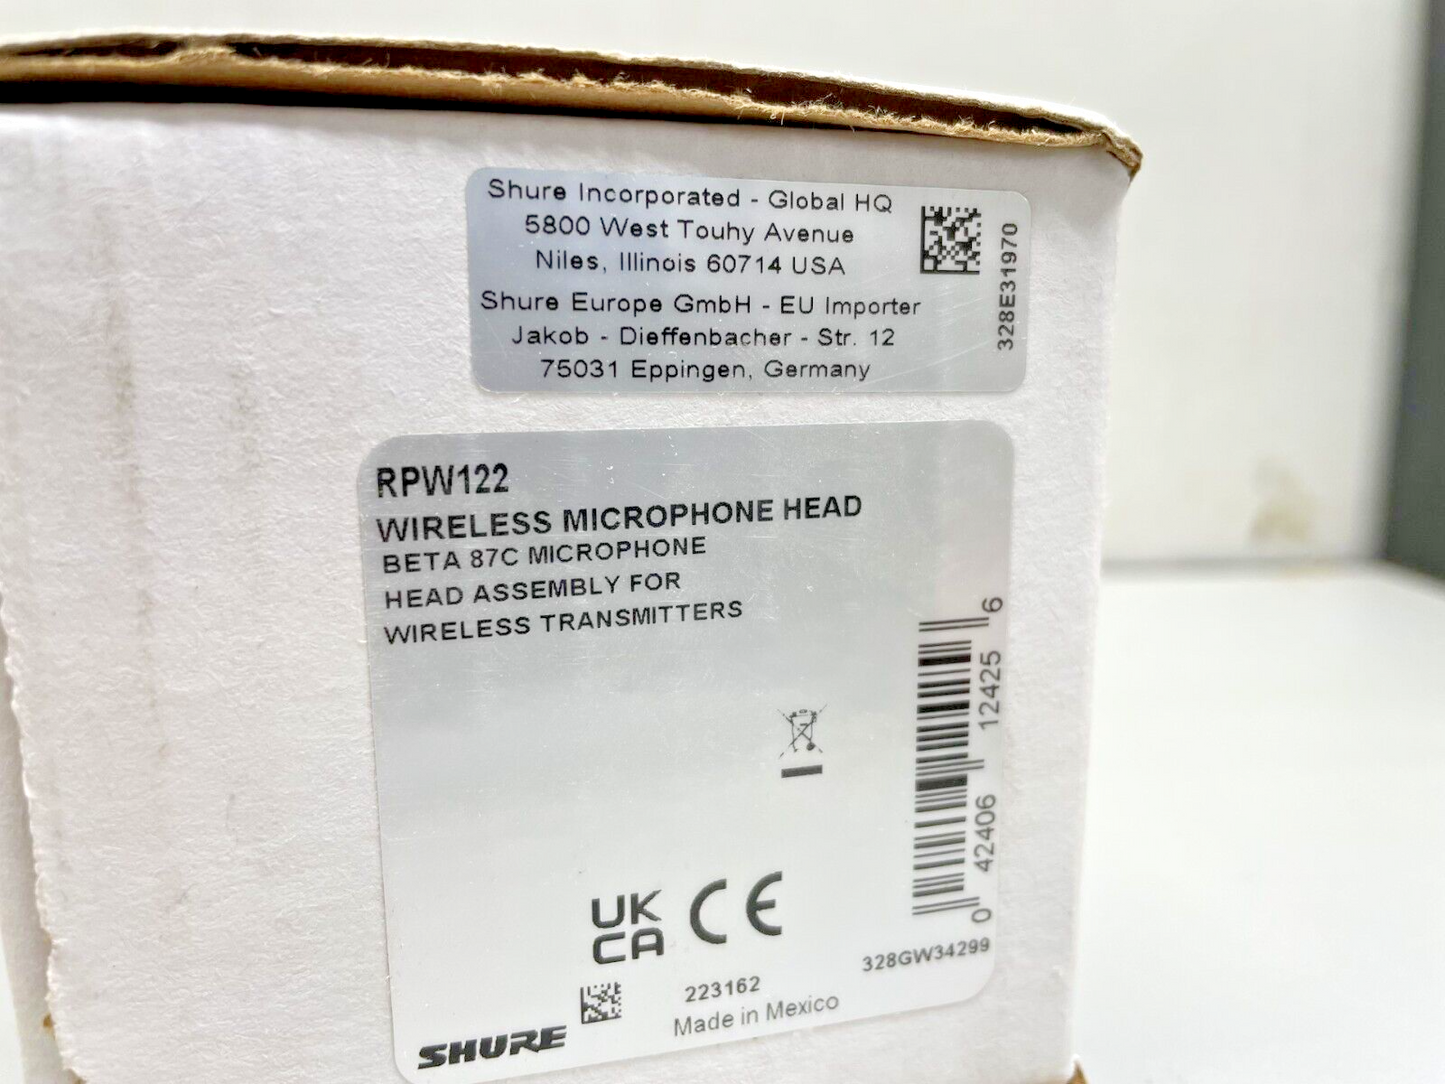 Shure Incorporated - Global HQ
5800 West Touhy Avenue
Niles, Illinois 60714 USA
Shure Europe GmbH - EU Importer
Jakob - Dieffenbacher - Str. 12
75031 Eppingen, Germany
328E31970
RPW122
WIRELESS MICROPHONE HEAD
BETA 87C MICROPHONE
HEAD ASSEMBLY FOR
WIRELESS TRANSMITTERS
0 42406 12425 6
UK
CA
CE
328GW34299
223162
Made in Mexico
SHURE